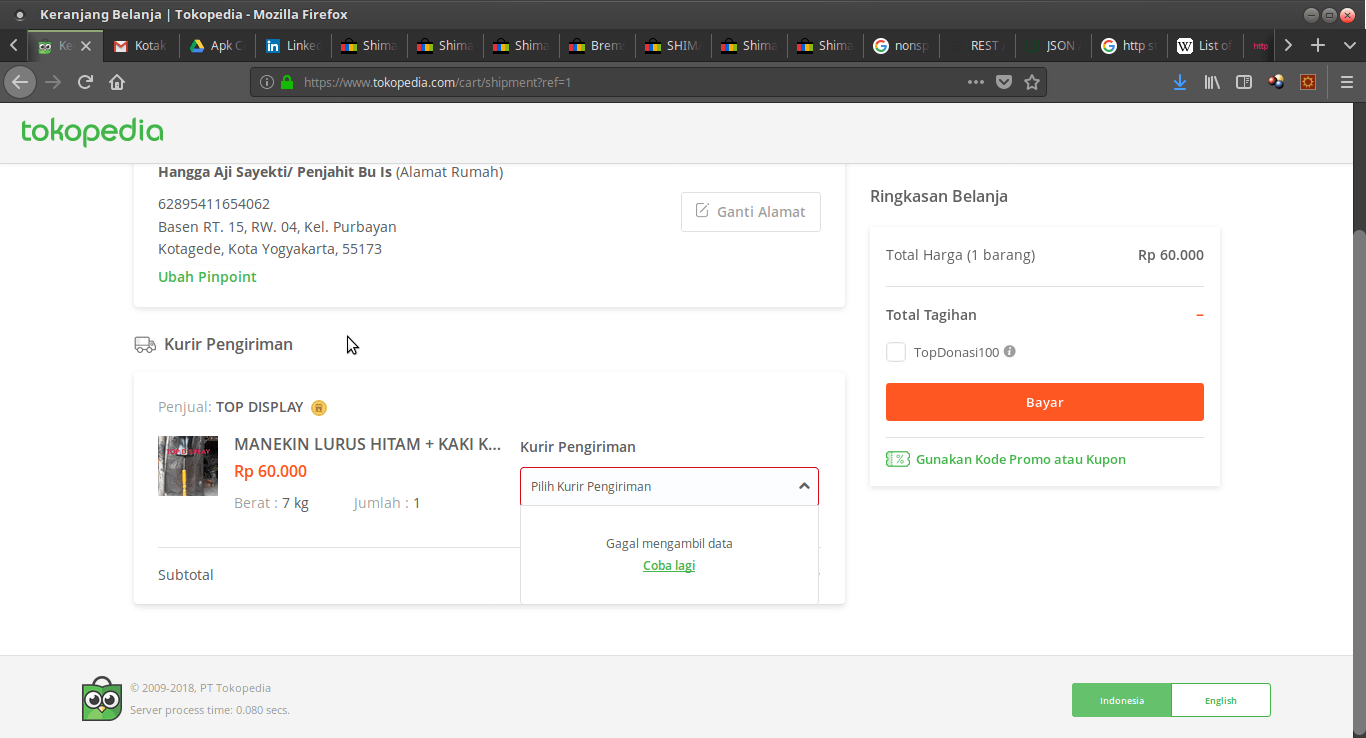 Keranjang Belanja | Tokopedia - Mozilla Firefox
Ke
Kotak
Apk C
Linked
Shima
Shima
Shima
Brem
SHIM
Shima
Shima
nonsp
REST
JSON
http s
List of
http
https://www.tokopedia.com/cart/shipment?ref=1
tokopedia
Hangga Aji Sayekti/ Penjahit Bu Is (Alamat Rumah)
62895411654062
Basen RT. 15, RW. 04, Kel. Purbayan
Kotagede, Kota Yogyakarta, 55173
Ubah Pinpoint
Ganti Alamat
Kurir Pengiriman
Penjual: TOP DISPLAY
MANEKIN LURUS HITAM + KAKI K...
Rp 60.000
Berat : 7 kg Jumlah : 1
Kurir Pengiriman
Pilih Kurir Pengiriman
Gagal mengambil data
Coba lagi
Subtotal
Ringkasan Belanja
Total Harga (1 barang) Rp 60.000
Total Tagihan –
TopDonasi100
Bayar
Gunakan Kode Promo atau Kupon
© 2009-2018, PT Tokopedia
Server process time: 0.080 secs.
Indonesia
English